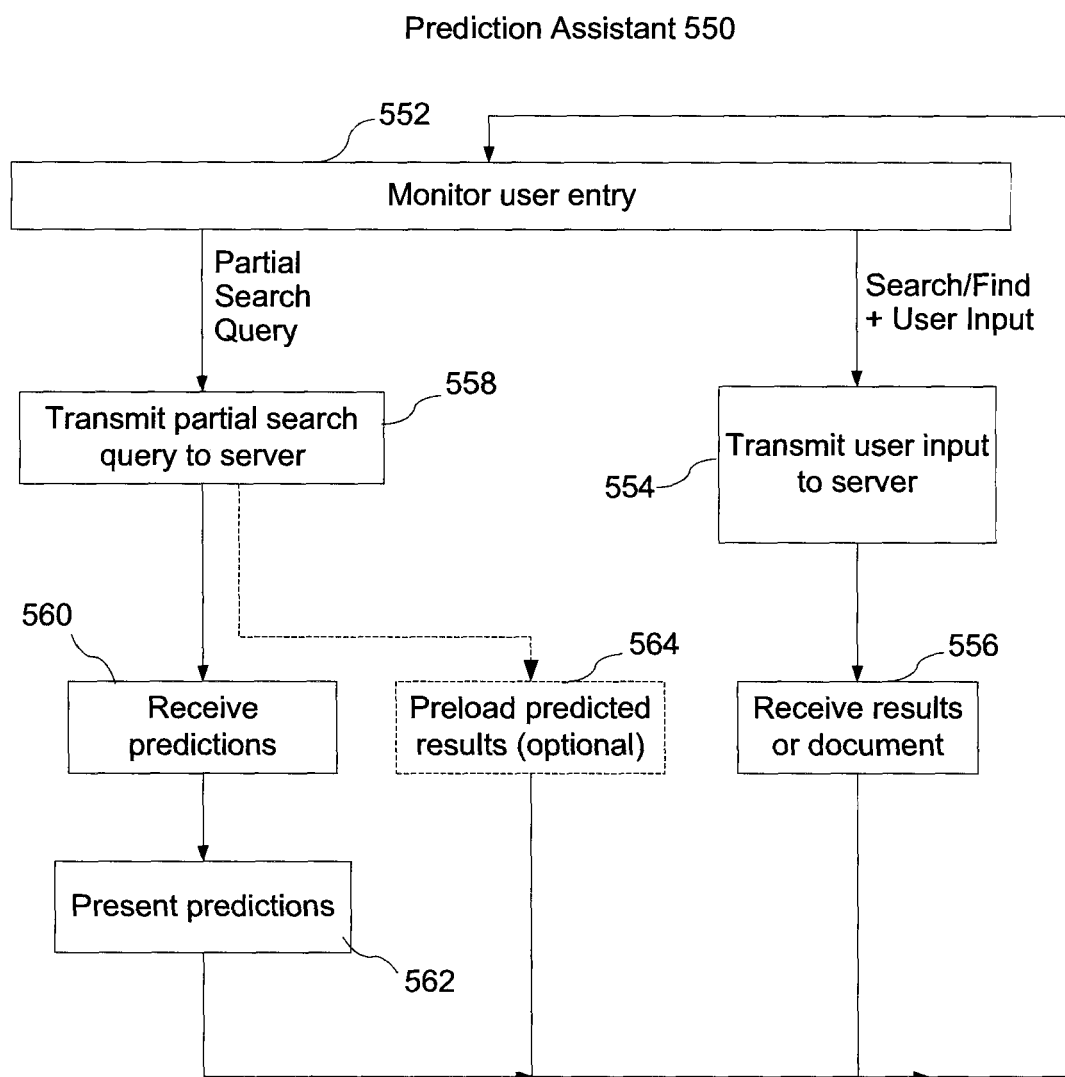 Prediction Assistant 550
552
Monitor user entry
Partial
Search
Query
Search/Find
+ User Input
558
Transmit partial search
query to server
554
Transmit user input
to server
560
Receive
predictions
564
Preload predicted
results (optional)
556
Receive results
or document
Present predictions
562